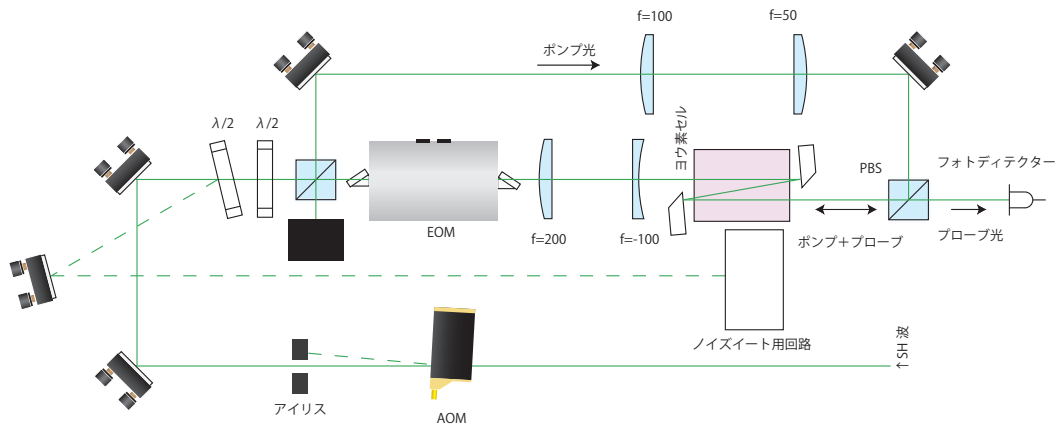 f=100
f=50
ポンプ光
λ/2
λ/2
ヨウ素セル
PBS
フォトディテクター
EOM
f=200
f=-100
ポンプ＋プローブ
プローブ光
ノイズイート用回路
↑SH 波
アイリス
AOM